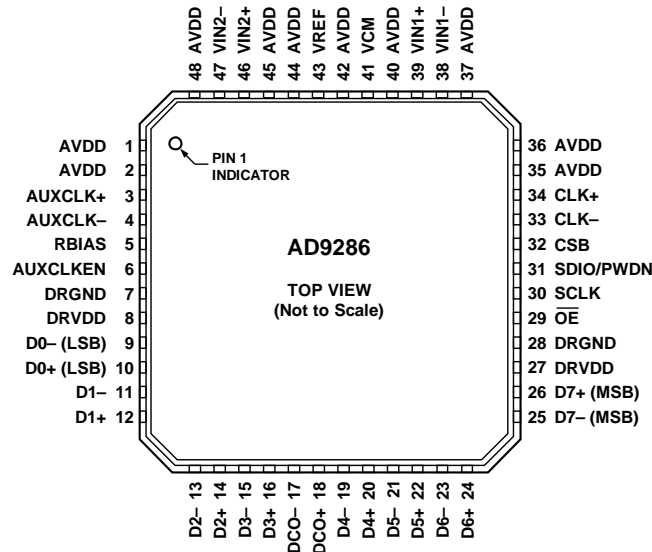 48 AVDD
47 VIN2–
46 VIN2+
45 AVDD
44 AVDD
43 VREF
42 AVDD
41 VCM
40 AVDD
39 VIN1+
38 VIN1–
37 AVDD
AVDD 1
AVDD 2
AUXCLK+ 3
AUXCLK– 4
RBIAS 5
AUXCLKEN 6
DRGND 7
DRVDD 8
D0– (LSB) 9
D0+ (LSB) 10
D1– 11
D1+ 12
PIN 1
INDICATOR
AD9286
TOP VIEW
(Not to Scale)
36 AVDD
35 AVDD
34 CLK+
33 CLK–
32 CSB
31 SDIO/PWDN
30 SCLK
29 O̅E̅
28 DRGND
27 DRVDD
26 D7+ (MSB)
25 D7– (MSB)
D2– 13
D2+ 14
D3– 15
D3+ 16
DCO– 17
DCO+ 18
D4– 19
D4+ 20
D5– 21
D5+ 22
D6– 23
D6+ 24